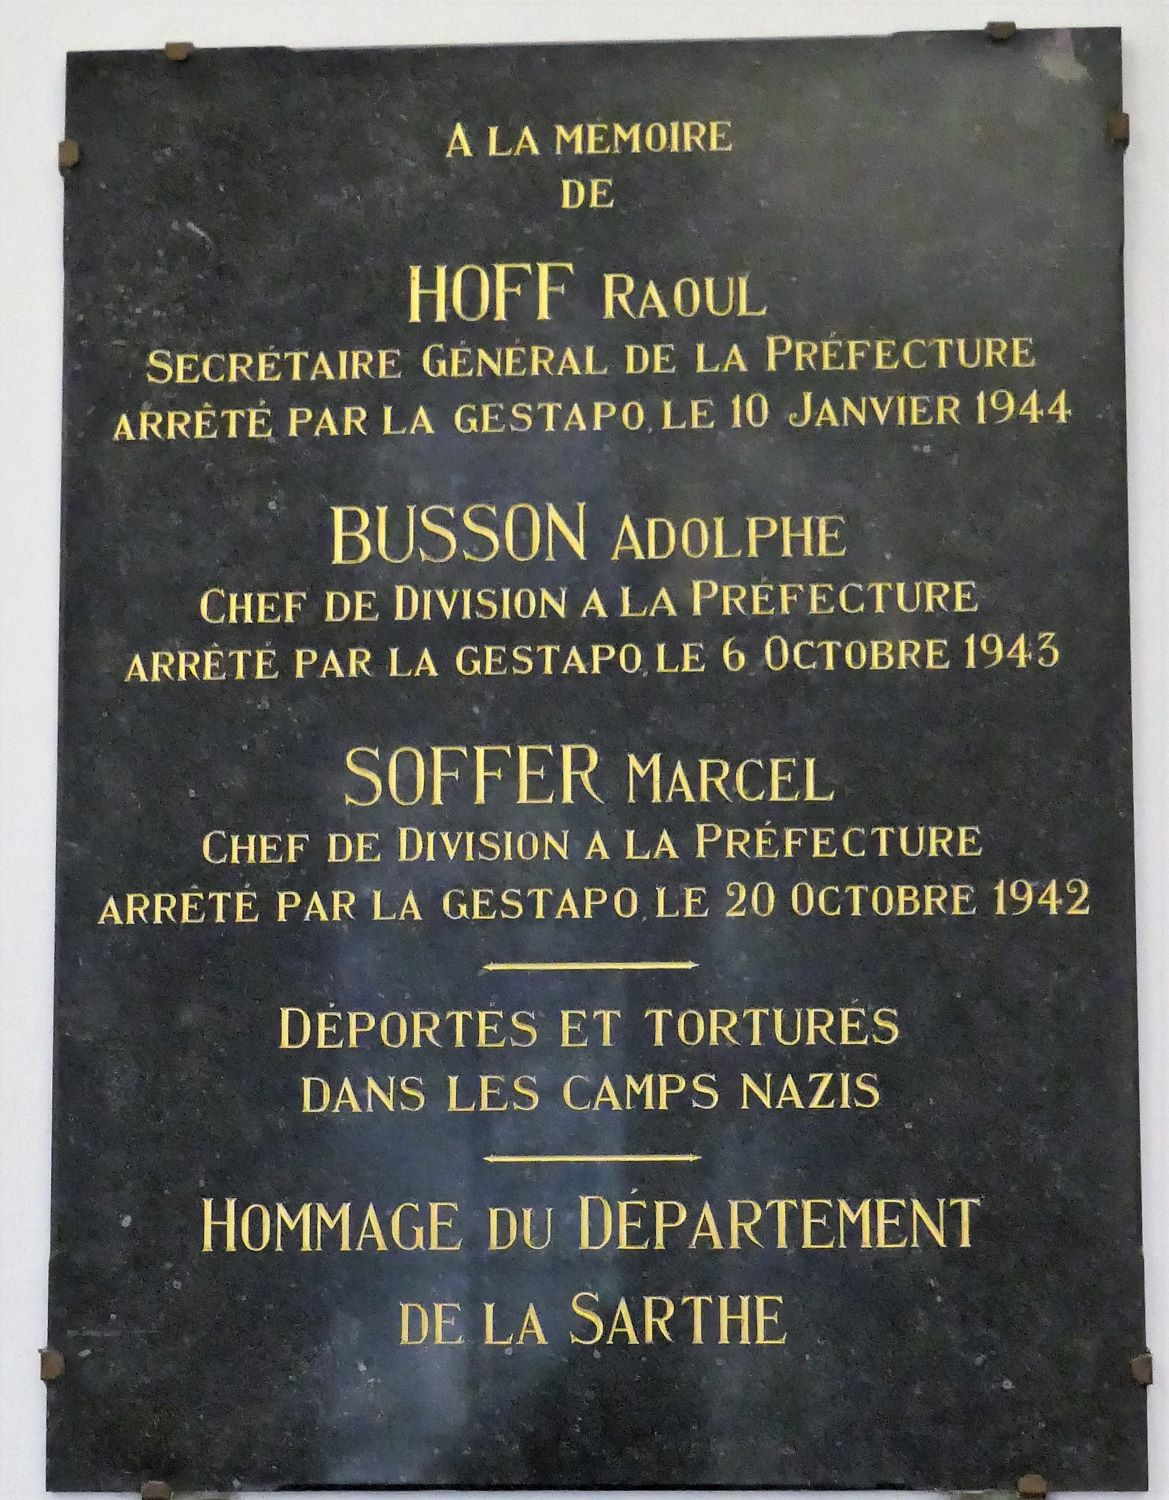 A LA MÉMOIRE
DE
HOFF RAOUL
SECRÉTAIRE GÉNÉRAL DE LA PRÉFECTURE
ARRÊTÉ PAR LA GESTAPO, LE 10 JANVIER 1944
BUSSON ADOLPHE
CHEF DE DIVISION A LA PRÉFECTURE
ARRÊTÉ PAR LA GESTAPO, LE 6 OCTOBRE 1943
SOFFER MARCEL
CHEF DE DIVISION A LA PRÉFECTURE
ARRÊTÉ PAR LA GESTAPO, LE 20 OCTOBRE 1942
DÉPORTÉS ET TORTURÉS
DANS LES CAMPS NAZIS
HOMMAGE DU DÉPARTEMENT
DE LA SARTHE